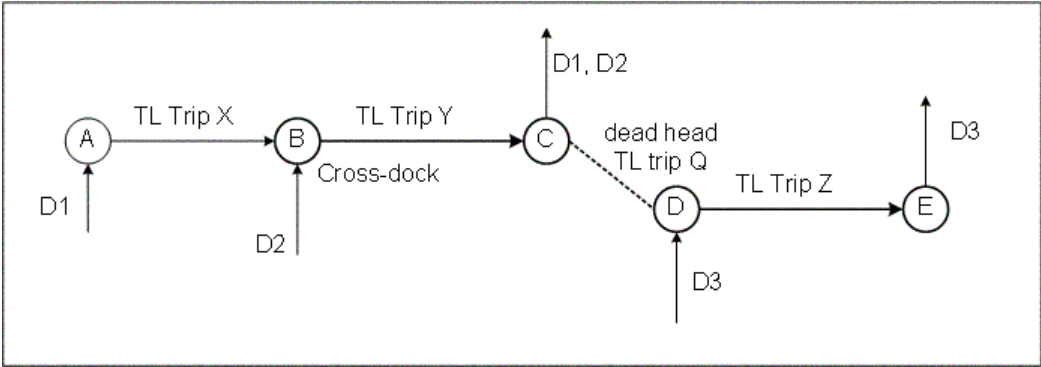 D1, D2
TL Trip X
TL Trip Y
A
B
C
dead head
TL trip Q
D3
Cross-dock
TL Trip Z
D1
D
E
D2
D3